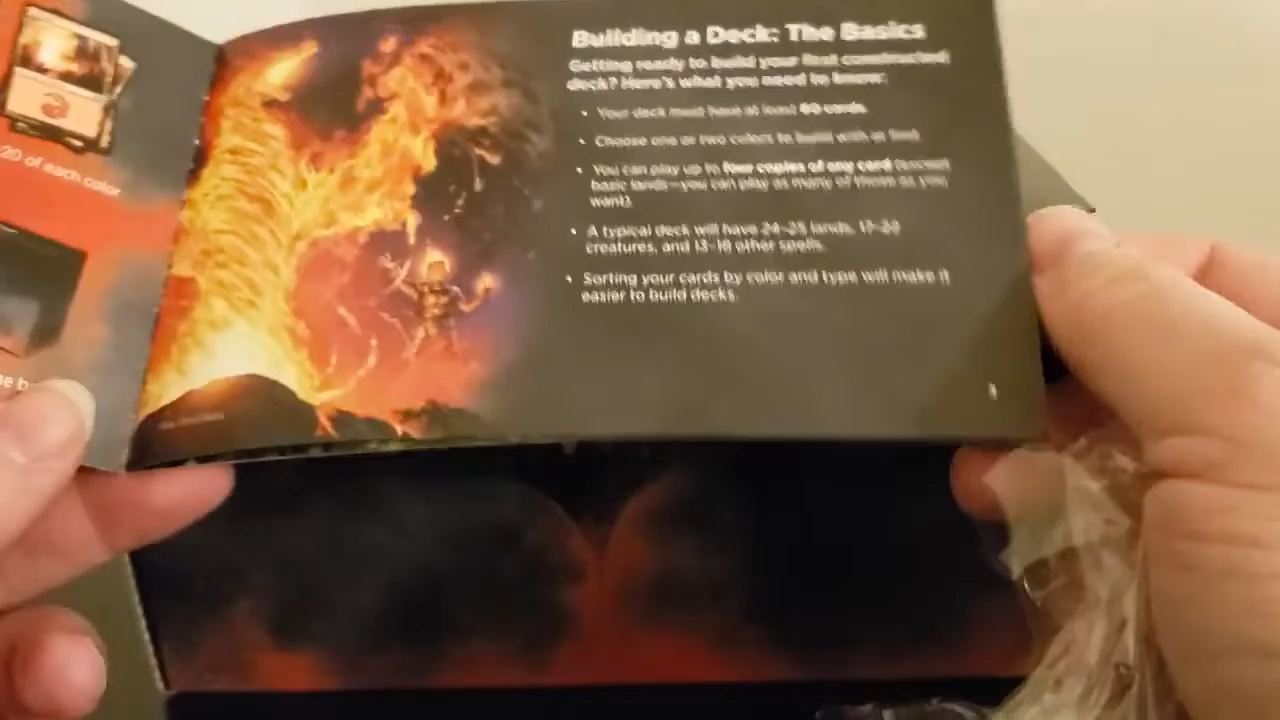 20 of each color
Building a Deck: The Basics
Getting ready to build your first constructed
deck? Here's what you need to know:
• Your deck must have at least 60 cards.
• Choose one or two colors to build with at first.
• You can play up to four copies of any card (except
basic lands—you can play as many of those as you
want).
• A typical deck will have 24–25 lands, 17–20
creatures, and 13–18 other spells.
• Sorting your cards by color and type will make it
easier to build decks.